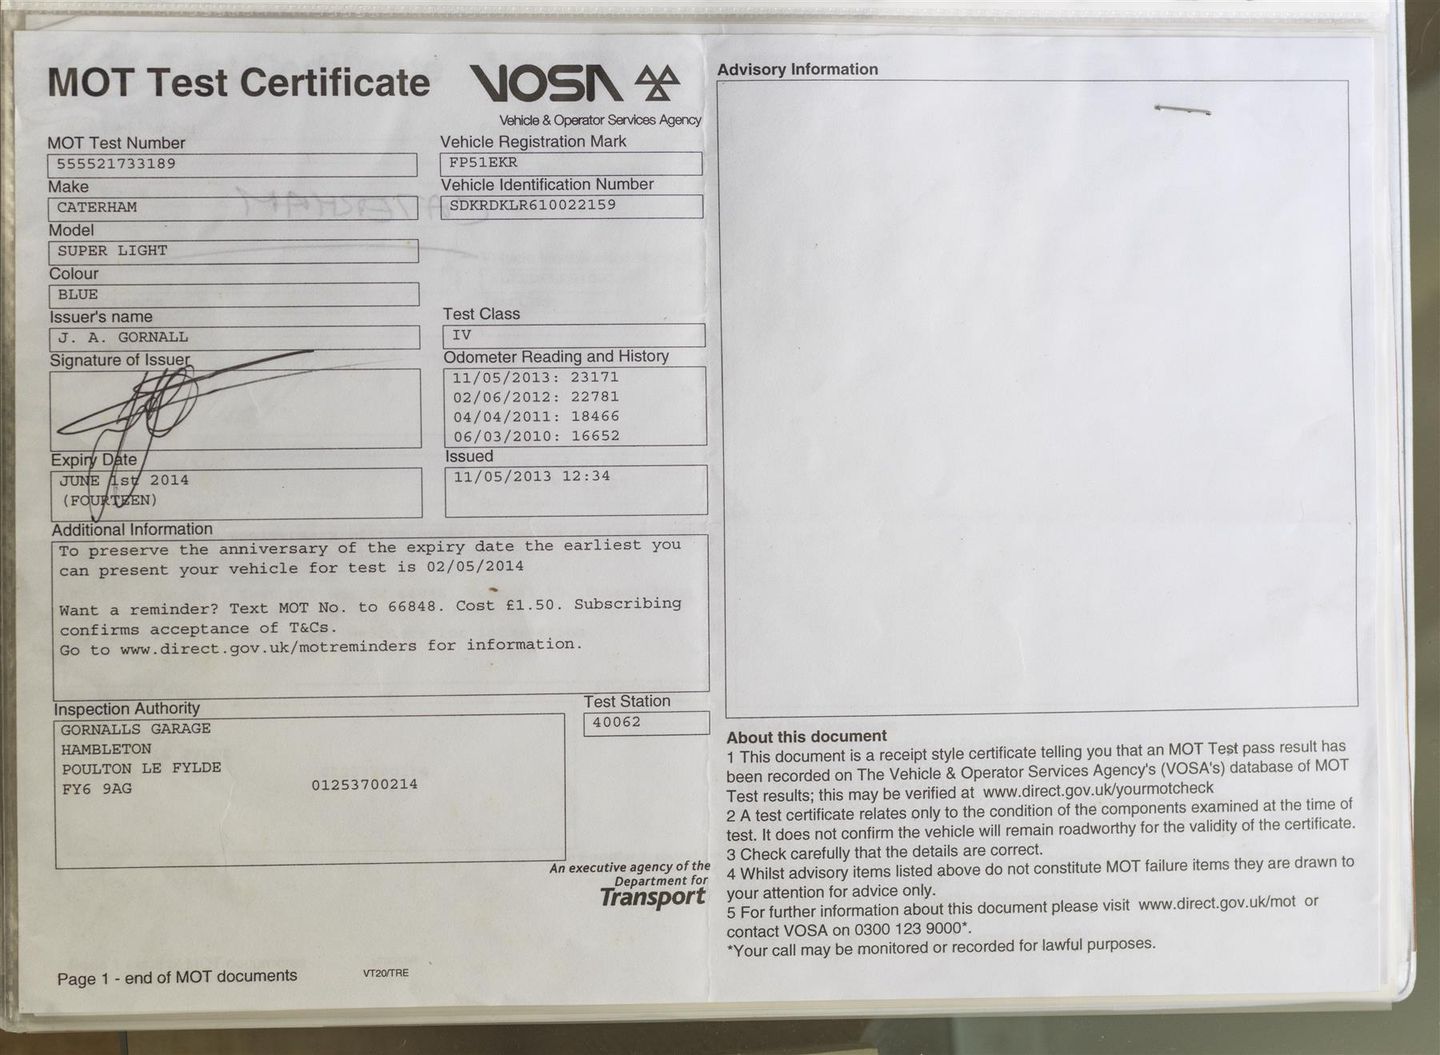 MOT Test Certificate
VOSA
Vehicle & Operator Services Agency
MOT Test Number
555521733189
Vehicle Registration Mark
FP51EKR
Make
CATERHAM
Vehicle Identification Number
SDKRDKLR610022159
Model
SUPER LIGHT
Colour
BLUE
Issuer's name
J. A. GORNALL
Test Class
IV
Signature of Issuer
Odometer Reading and History
11/05/2013: 23171
02/06/2012: 22781
04/04/2011: 18466
06/03/2010: 16652
Expiry Date
JUNE 1st 2014
(FOURTEEN)
Issued
11/05/2013 12:34
Additional Information
To preserve the anniversary of the expiry date the earliest you
can present your vehicle for test is 02/05/2014
Want a reminder? Text MOT No. to 66848. Cost £1.50. Subscribing
confirms acceptance of T&Cs.
Go to www.direct.gov.uk/motreminders for information.
Inspection Authority
GORNALLS GARAGE
HAMBLETON
POULTON LE FYLDE
FY6 9AG 01253700214
Test Station
40062
An executive agency of the
Department for
Transport
Page 1 - end of MOT documents
VT20/TRE
Advisory Information
About this document
1 This document is a receipt style certificate telling you that an MOT Test pass result has
been recorded on The Vehicle & Operator Services Agency's (VOSA's) database of MOT
Test results; this may be verified at www.direct.gov.uk/yourmotcheck
2 A test certificate relates only to the condition of the components examined at the time of
test. It does not confirm the vehicle will remain roadworthy for the validity of the certificate.
3 Check carefully that the details are correct.
4 Whilst advisory items listed above do not constitute MOT failure items they are drawn to
your attention for advice only.
5 For further information about this document please visit www.direct.gov.uk/mot or
contact VOSA on 0300 123 9000*.
*Your call may be monitored or recorded for lawful purposes.